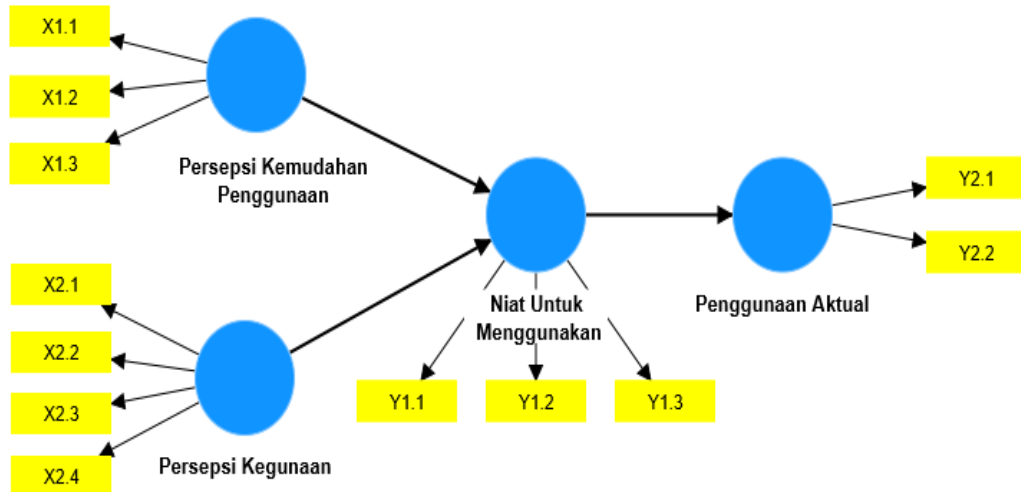 X1.1
X1.2
X1.3
Persepsi Kemudahan
Penggunaan
X2.1
X2.2
X2.3
X2.4
Persepsi Kegunaan
Niat Untuk
Menggunakan
Y1.1
Y1.2
Y1.3
Penggunaan Aktual
Y2.1
Y2.2